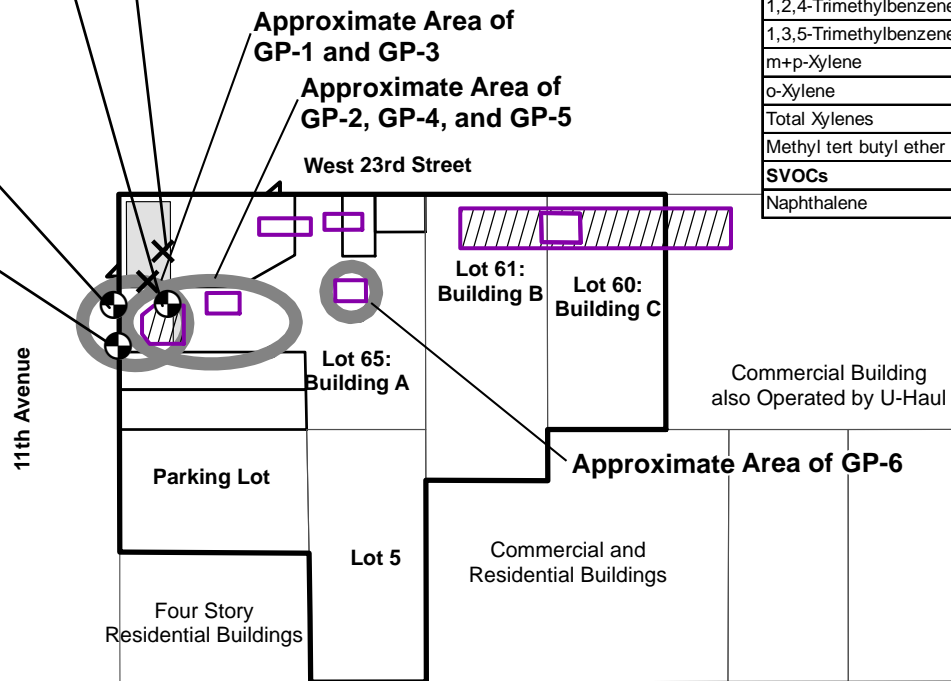 Approximate Area of
GP-1 and GP-3
Approximate Area of
GP-2, GP-4, and GP-5
West 23rd Street
1,2,4-Trimethylbenzene
1,3,5-Trimethylbenzene
m+p-Xylene
o-Xylene
Total Xylenes
Methyl tert butyl ether
SVOCs
Naphthalene
Lot 61:
Building B
Lot 60:
Building C
Lot 65:
Building A
Commercial Building
also Operated by U-Haul
11th Avenue
Approximate Area of GP-6
Parking Lot
Lot 5
Commercial and
Residential Buildings
Four Story
Residential Buildings